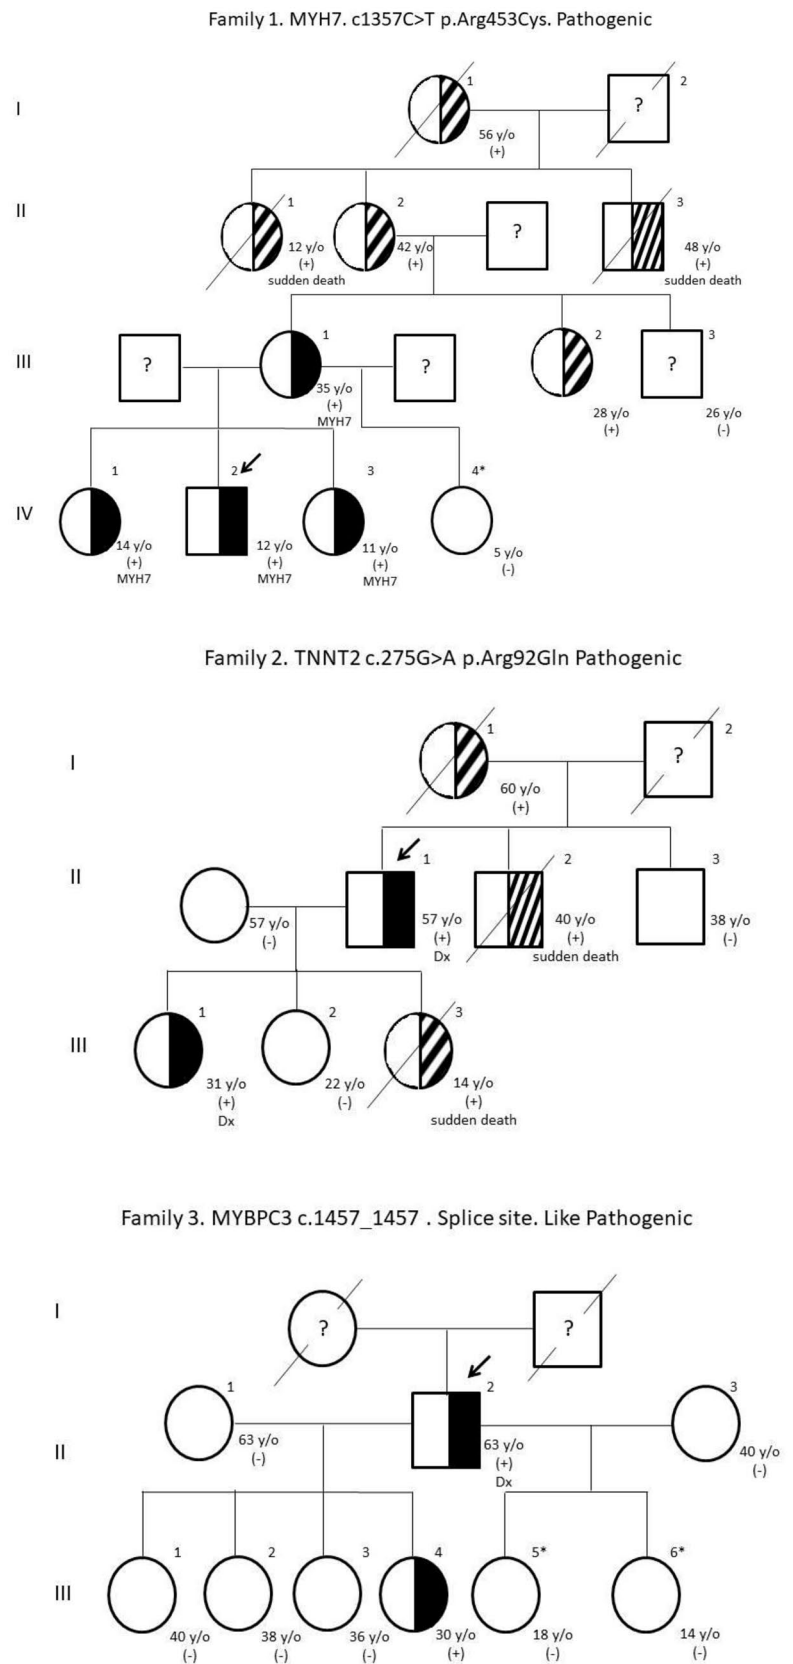 Family 1. MYH7. c1357C>T p.Arg453Cys. Pathogenic
I
1
2
?
56 y/o
(+)
II
1
2
3
?
12 y/o
(+)
sudden death
42 y/o
(+)
48 y/o
(+)
sudden death
III
?
1
?
2
?
3
35 y/o
(+)
MYH7
28 y/o
(+)
26 y/o
(-)
IV
1
2
3
4*
14 y/o
(+)
MYH7
12 y/o
(+)
MYH7
11 y/o
(+)
MYH7
5 y/o
(-)
Family 2. TNNT2 c.275G>A p.Arg92Gln Pathogenic
I
1
2
?
60 y/o
(+)
II
1
2
3
57 y/o
(-)
57 y/o
(+)
Dx
40 y/o
(+)
sudden death
38 y/o
(-)
III
1
2
3
31 y/o
(+)
Dx
22 y/o
(-)
14 y/o
(+)
sudden death
Family 3. MYBPC3 c.1457_1457 . Splice site. Like Pathogenic
I
?
?
II
1
2
3
63 y/o
(-)
63 y/o
(+)
Dx
40 y/o
(-)
III
1
2
3
4
5*
6*
40 y/o
(-)
38 y/o
(-)
36 y/o
(-)
30 y/o
(+)
18 y/o
(-)
14 y/o
(-)